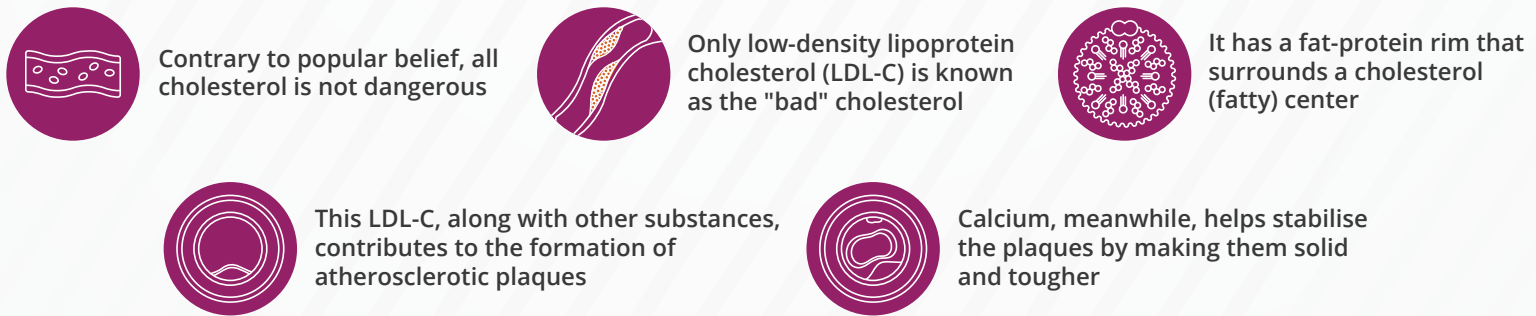 Contrary to popular belief, all
cholesterol is not dangerous
Only low-density lipoprotein
cholesterol (LDL-C) is known
as the "bad" cholesterol
It has a fat-protein rim that
surrounds a cholesterol
(fatty) center
This LDL-C, along with other substances,
contributes to the formation of
atherosclerotic plaques
Calcium, meanwhile, helps stabilise
the plaques by making them solid
and tougher